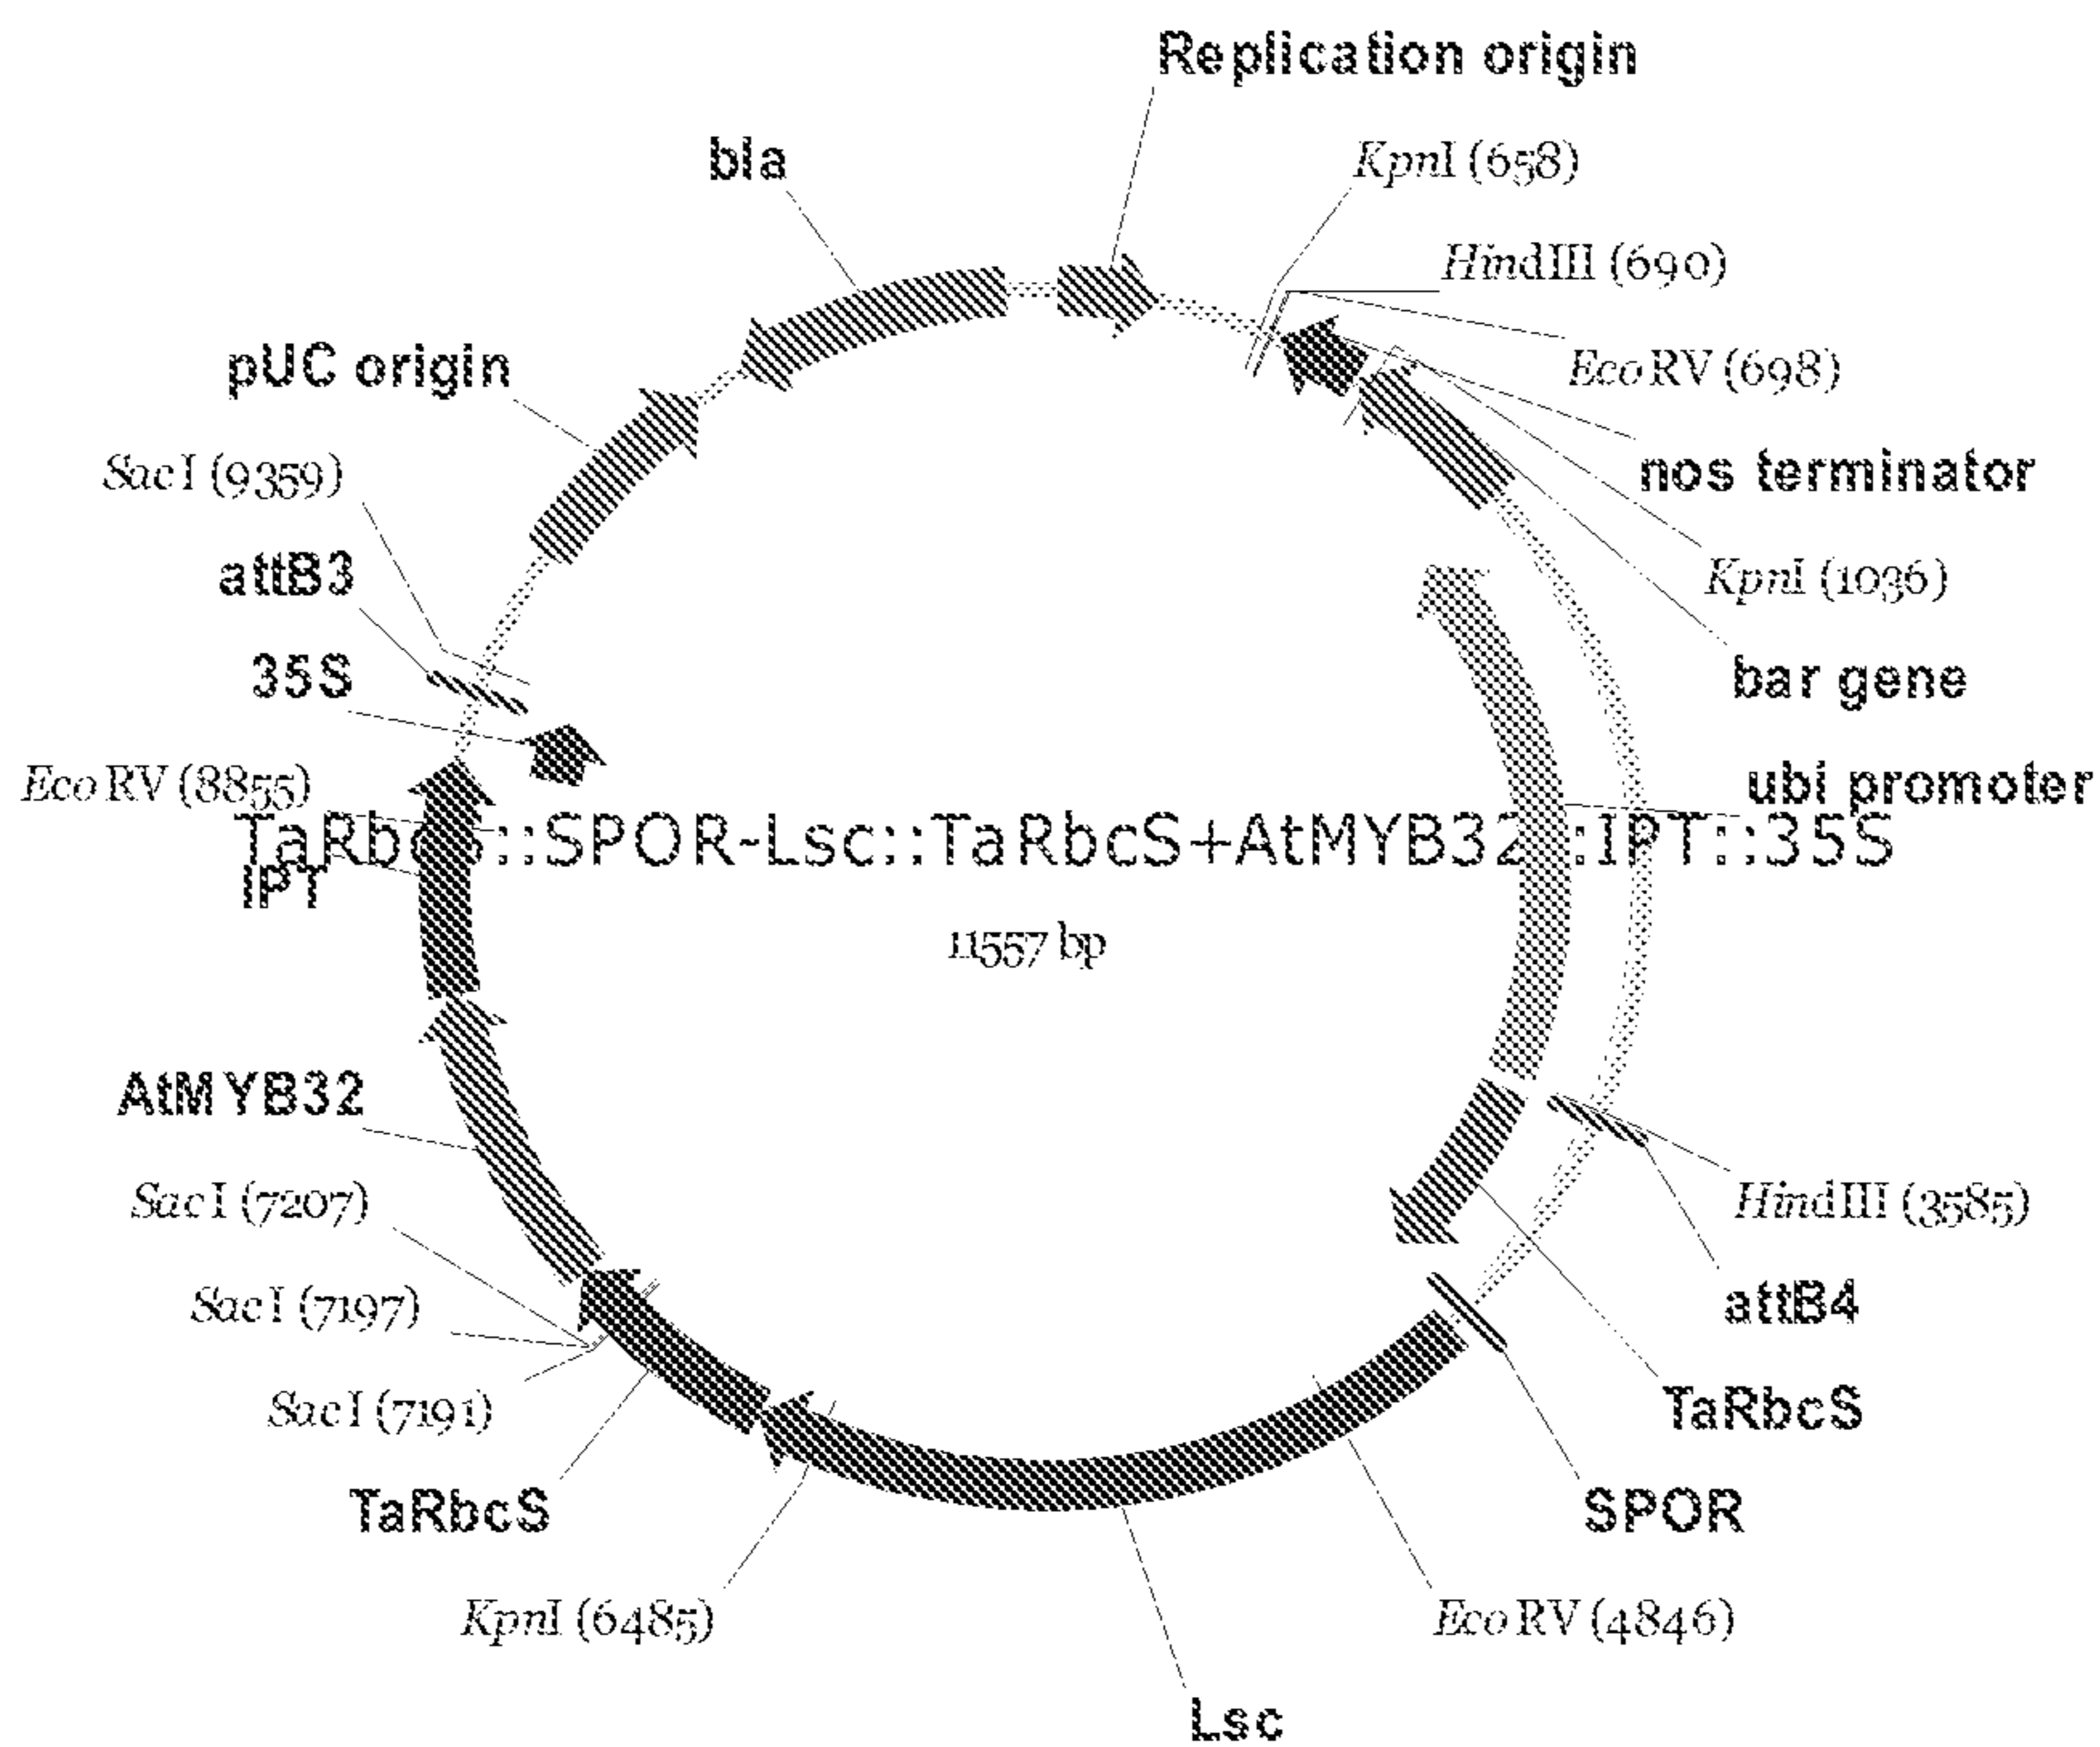 Replication origin
bla
KpnI (658)
HindIII (690)
pUC origin
EcoRV (698)
SacI (9359)
nos terminator
attB3
KpnI (1036)
35S
bar gene
EcoRV (8855)
ubi promoter
TaRbcS::SPOR-Lsc::TaRbcS+AtMYB32::IPT::35S
IPT
11557 bp
AtMYB32
SacI (7207)
HindIII (3585)
SacI (7197)
attB4
SacI (7191)
TaRbcS
TaRbcS
SPOR
KpnI (6485)
EcoRV (4846)
Lsc